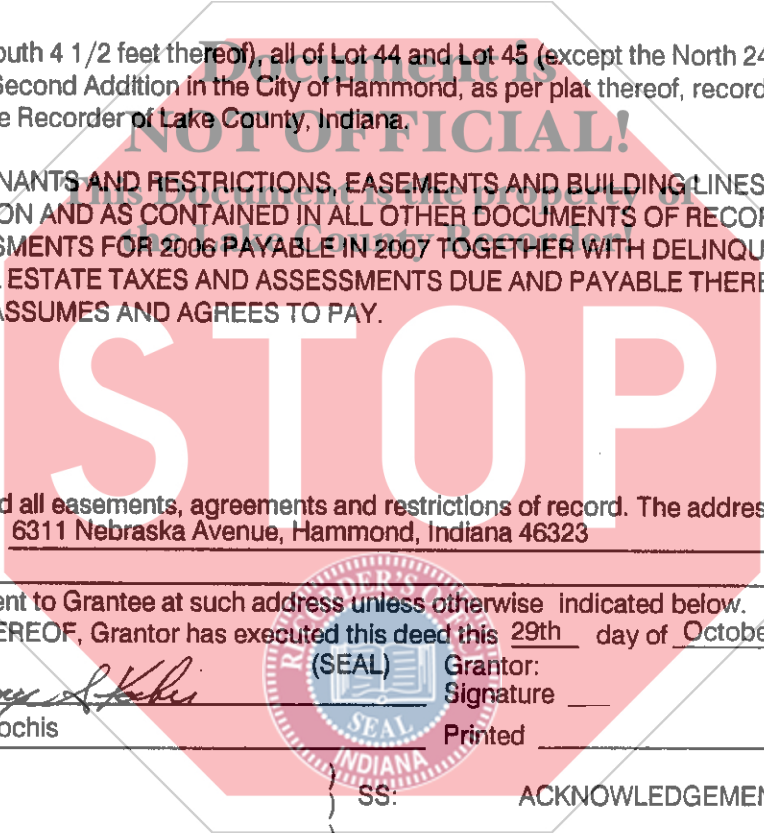 Document is
outh 4 1/2 feet thereof), all of Lot 44 and Lot 45 (except the North 24
Second Addition in the City of Hammond, as per plat thereof, record
e Recorder of Lake County, Indiana.
NOT OFFICIAL!
NANTS AND RESTRICTIONS, EASEMENTS AND BUILDING LINES
This Document is the property of
ON AND AS CONTAINED IN ALL OTHER DOCUMENTS OF RECOR
the Lake County Recorder!
SMENTS FOR 2006 PAYABLE IN 2007 TOGETHER WITH DELINQU
ESTATE TAXES AND ASSESSMENTS DUE AND PAYABLE THERE
ASSUMES AND AGREES TO PAY.
STOP
d all easements, agreements and restrictions of record. The addres
6311 Nebraska Avenue, Hammond, Indiana 46323
ent to Grantee at such address unless otherwise indicated below.
EREOF, Grantor has executed this deed this 29th day of Octobe
(SEAL) Grantor:
Signature
ochis Printed
RECORDER'S OFFICE
SEAL
INDIANA
) SS: ACKNOWLEDGEMEN
)